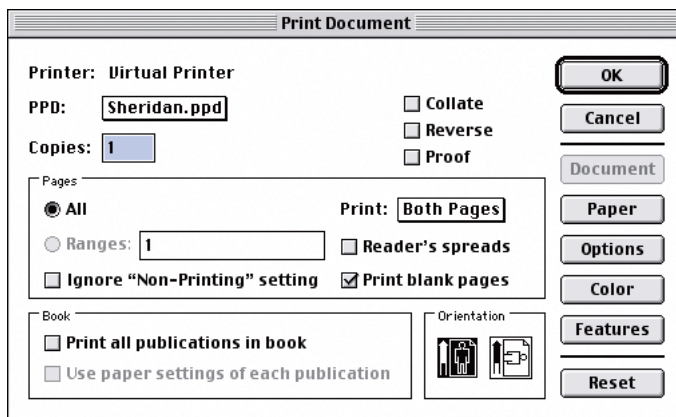 Print Document
Printer: Virtual Printer
OK
PPD: Sheridan.ppd
Collate
Cancel
Reverse
Copies: 1
Proof
Document
Pages
All
Print: Both Pages
Paper
Ranges: 1
Reader's spreads
Options
Ignore “Non-Printing” setting
Print blank pages
Color
Book
Orientation
Features
Print all publications in book
Use paper settings of each publication
Reset